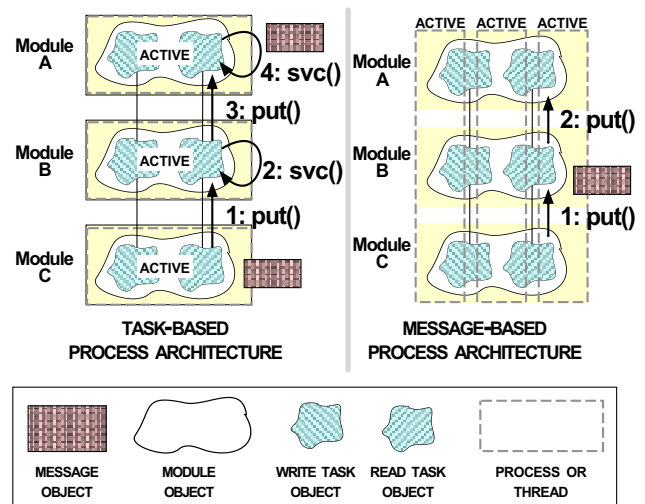 Module
A
ACTIVE
4: svc()
3: put()
Module
B
ACTIVE
2: svc()
1: put()
Module
C
ACTIVE
TASK-BASED
PROCESS ARCHITECTURE
ACTIVE ACTIVE ACTIVE
Module
A
2: put()
Module
B
1: put()
Module
C
MESSAGE-BASED
PROCESS ARCHITECTURE
MESSAGE
OBJECT
MODULE
OBJECT
WRITE TASK
OBJECT
READ TASK
OBJECT
PROCESS OR
THREAD